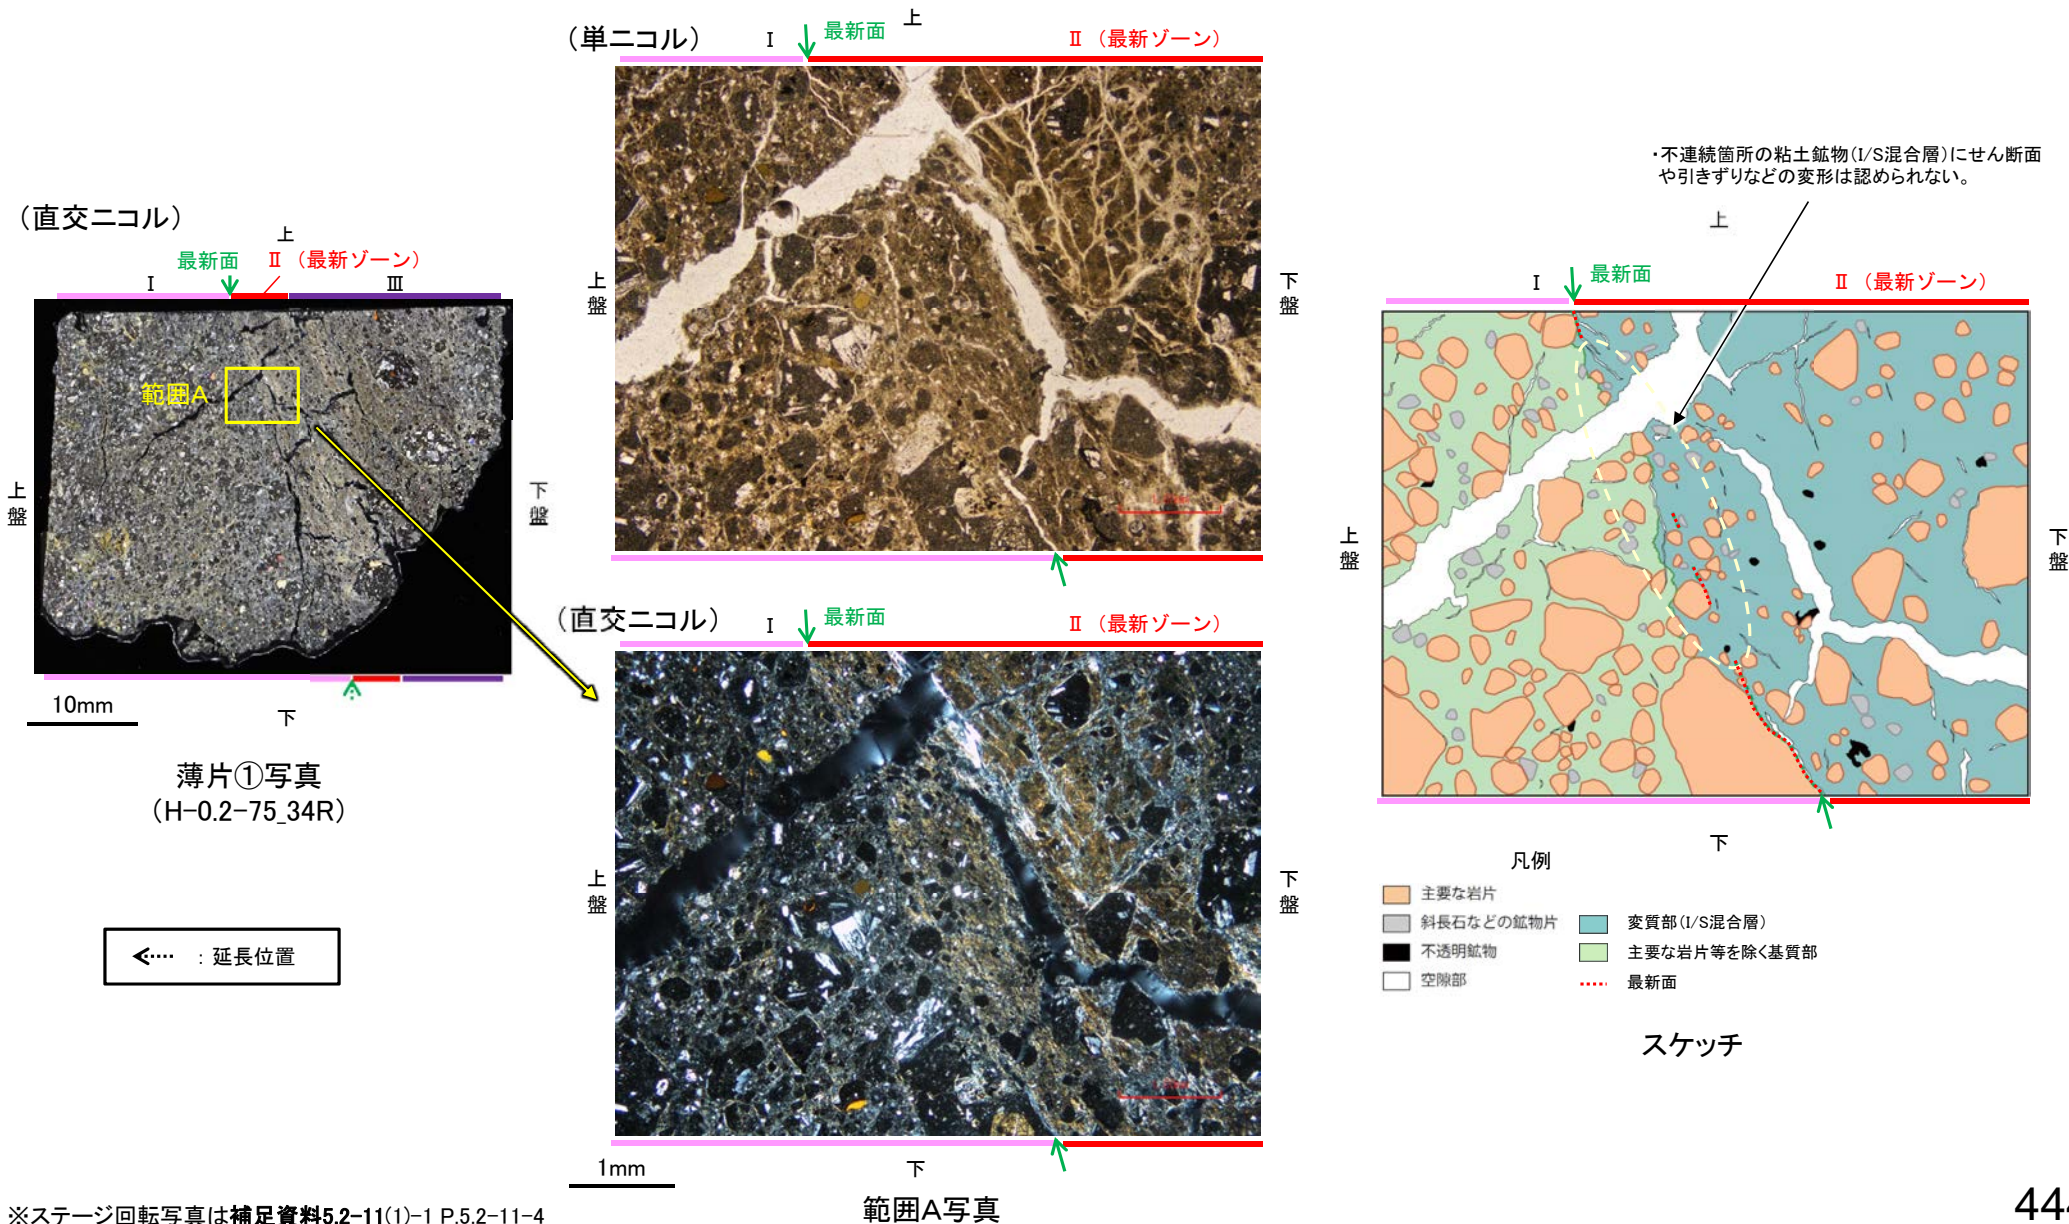 (直交ニコル)
上
最新面
Ⅱ (最新ゾーン)
Ⅰ
Ⅲ
範囲A
上盤
下盤
10mm
下
薄片①写真
(H-0.2-75_34R)
:延長位置
※ステージ回転写真は補足資料5.2-11(1)-1 P.5.2-11-4
(単ニコル)
Ⅰ
最新面
上
Ⅱ (最新ゾーン)
上盤
下盤
(直交ニコル)
Ⅰ
最新面
Ⅱ (最新ゾーン)
上盤
下盤
1mm
下
範囲A写真
・不連続箇所の粘土鉱物(I/S混合層)にせん断面
や引きずりなどの変形は認められない。
上
Ⅰ
最新面
Ⅱ (最新ゾーン)
上盤
下盤
下
凡例
主要な岩片
斜長石などの鉱物片
不透明鉱物
空隙部
変質部(I/S混合層)
主要な岩片等を除く基質部
最新面
スケッチ
44